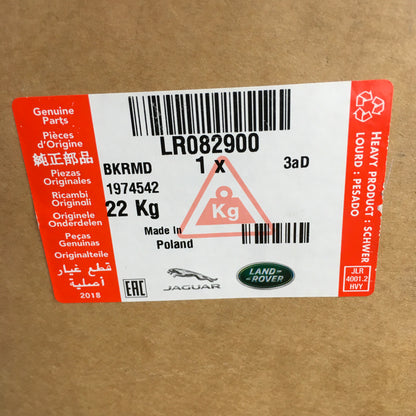 Genuine
Parts
Pièces
d'Origine
純正部品
Piezas
Originales
Ricambi
Originoli
Originele
Onderdelen
Peças
Genuinas
Originalteile
قطع غيار
أصلية
2018
LR082900
BKRMD
1 x
3aD
1974542
22 Kg
Kg
Made In
Poland
EAC
JAGUAR
LAND-
ROVER
HEAVY PRODUCT : SCHWER
LOURD : PESADO
JLR
4001.2
HVY